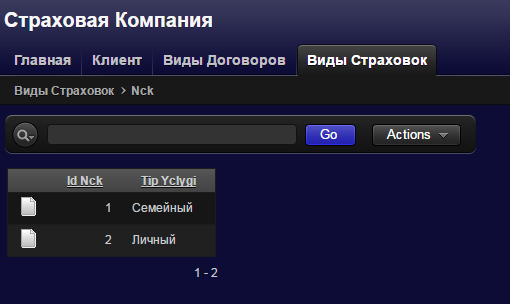 Страховая Компания
Главная Клиент Виды Договоров Виды Страховок
Виды Страховок > Nck
Go Actions
Id Nck Tip Yclygi
1 Семейный
2 Личный
1 - 2